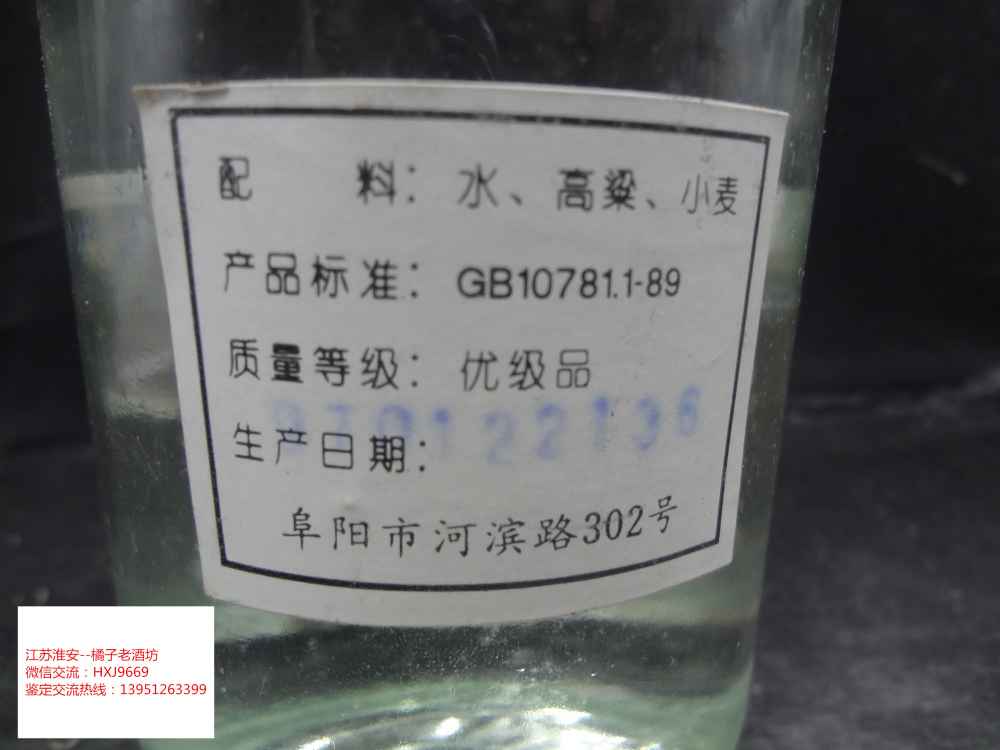 配 料：水、高粱、小麦
产品标准：GB10781.1-89
质量等级：优级品
生产日期：
阜阳市河滨路302号
江苏淮安--橘子老酒坊
微信交流：HXJ9669
鉴定交流热线：13951263399